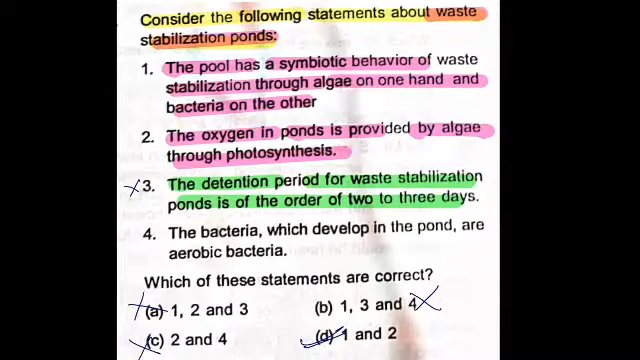 Consider the following statements about waste
stabilization ponds:
1. The pool has a symbiotic behavior of waste
stabilization through algae on one hand and
bacteria on the other
2. The oxygen in ponds is provided by algae
through photosynthesis.
3. The detention period for waste stabilization
ponds is of the order of two to three days.
4. The bacteria, which develop in the pond, are
aerobic bacteria.
Which of these statements are correct?
(a) 1, 2 and 3 (b) 1, 3 and 4
(c) 2 and 4 (d) 1 and 2